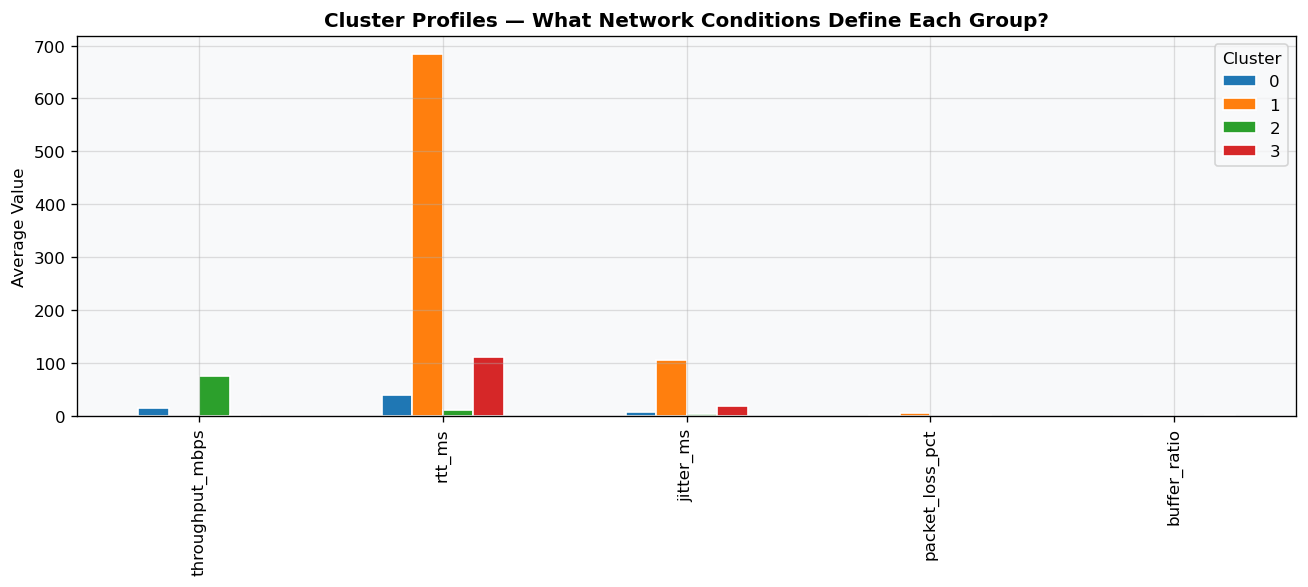 Cluster Profiles — What Network Conditions Define Each Group?
Average Value
700
600
500
400
300
200
100
0
Cluster
0
1
2
3
throughput_mbps
rtt_ms
jitter_ms
packet_loss_pct
buffer_ratio